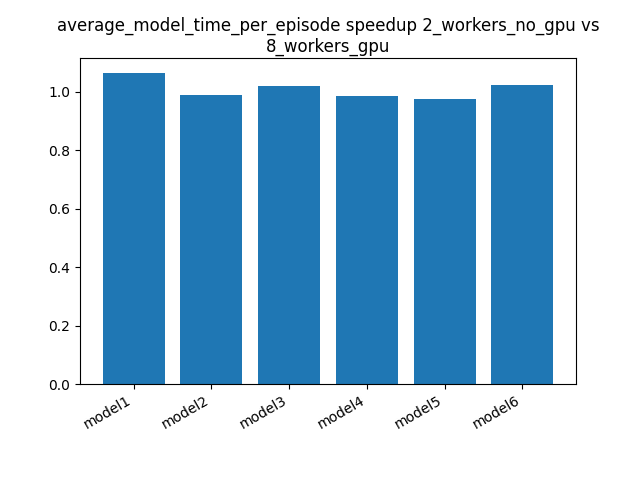 average_model_time_per_episode speedup 2_workers_no_gpu vs
8_workers_gpu
1.0
0.8
0.6
0.4
0.2
0.0
model1
model2
model3
model4
model5
model6